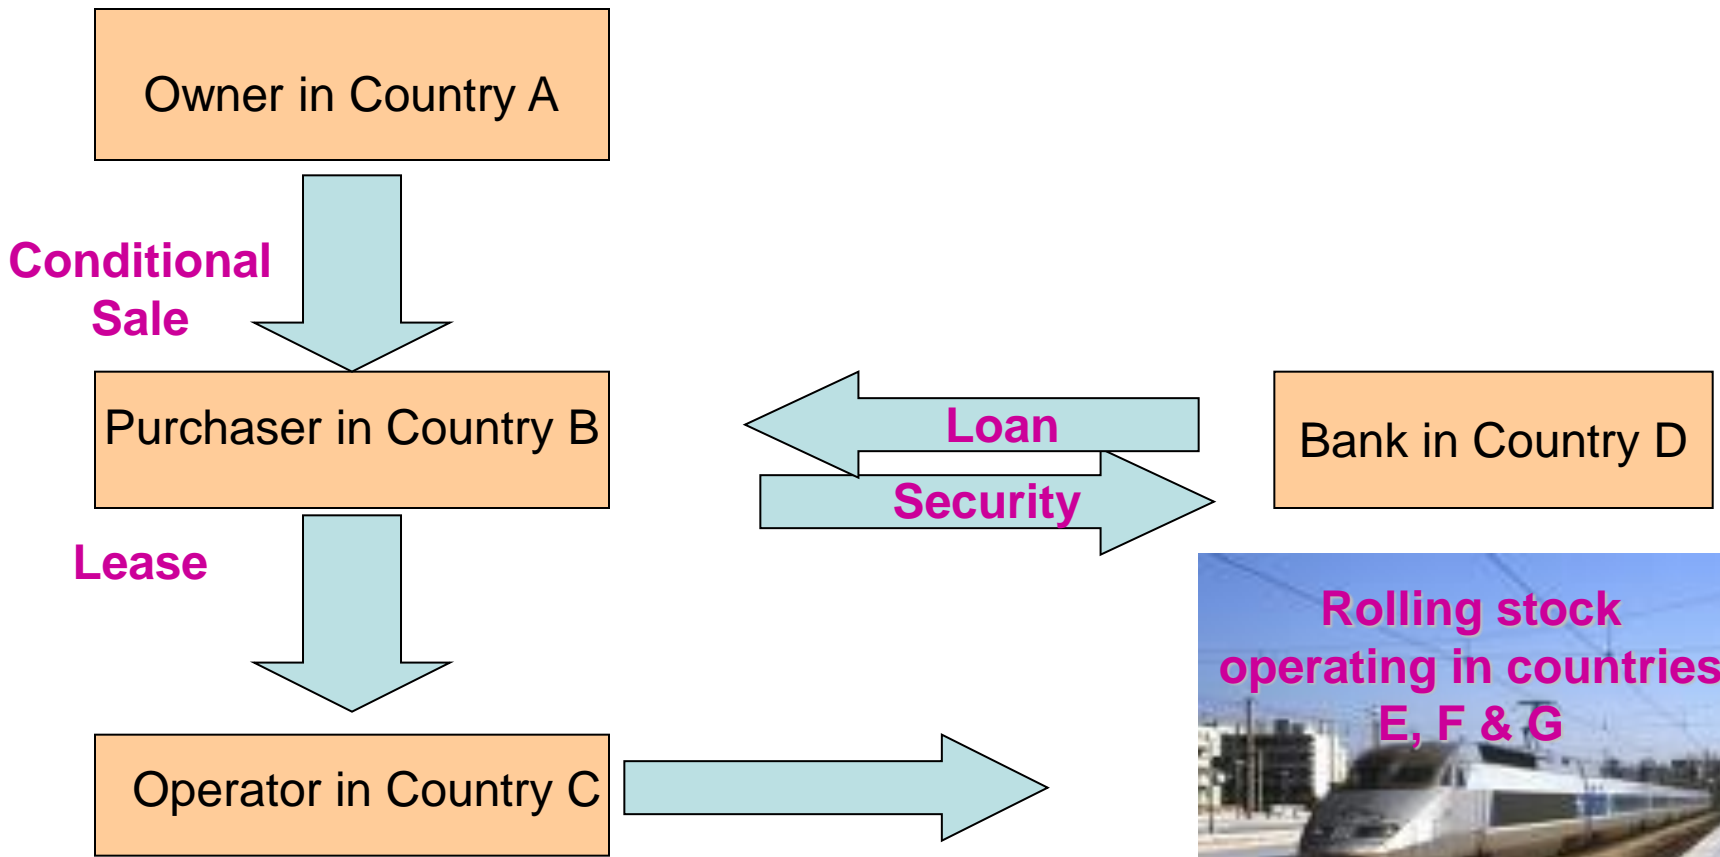 Owner in Country A
Conditional
Sale
Purchaser in Country B
Loan
Security
Bank in Country D
Lease
Rolling stock
operating in countries
E, F & G
Operator in Country C